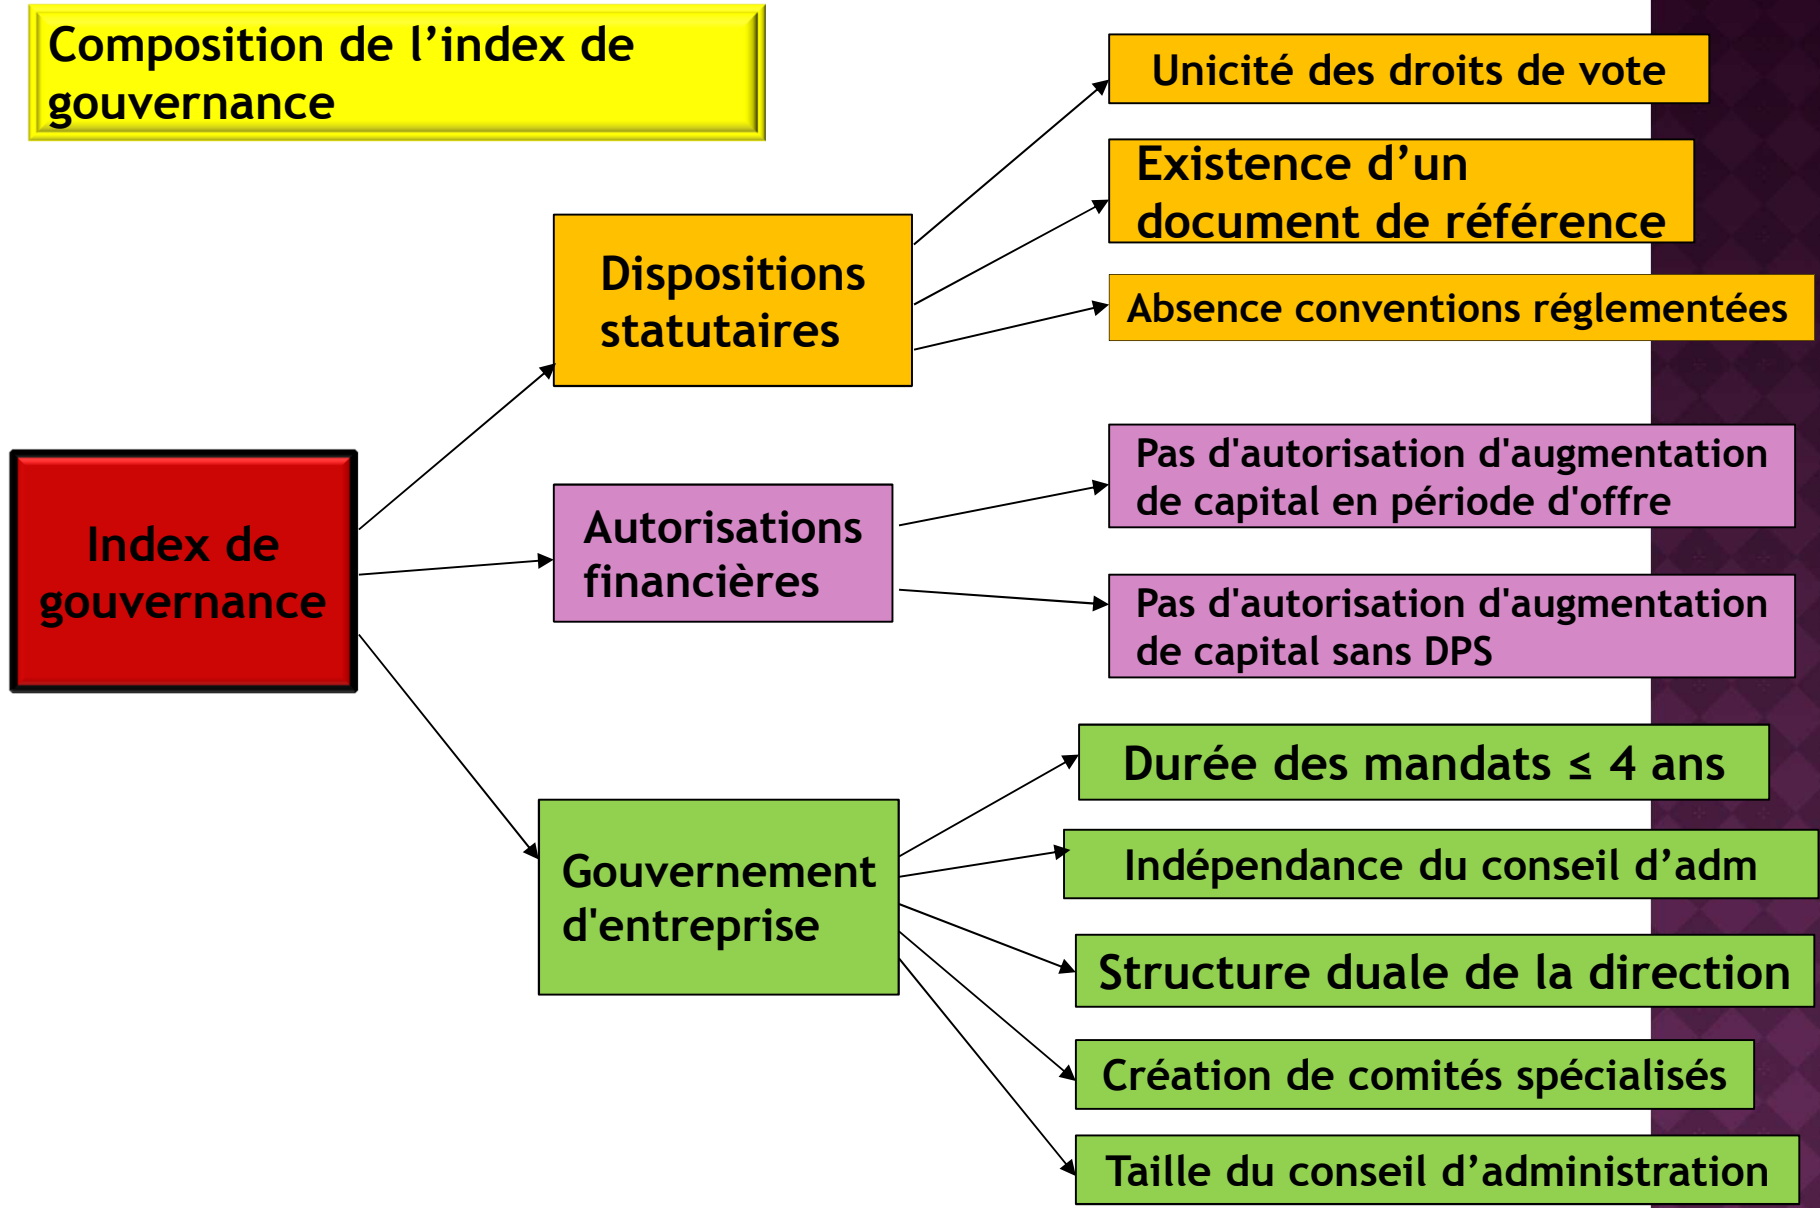 Composition de l’index de
gouvernance
Index de
gouvernance
Dispositions
statutaires
Unicité des droits de vote
Existence d’un
document de référence
Absence conventions réglementées
Autorisations
financières
Pas d'autorisation d'augmentation
de capital en période d'offre
Pas d'autorisation d'augmentation
de capital sans DPS
Gouvernement
d'entreprise
Durée des mandats ≤ 4 ans
Indépendance du conseil d’adm
Structure duale de la direction
Création de comités spécialisés
Taille du conseil d’administration